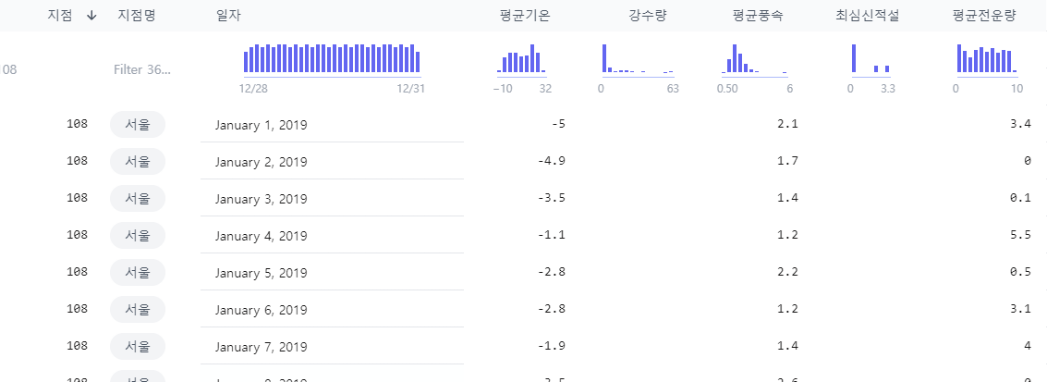 지점 ↓ 지점명 일자 평균기온 강수량 평균풍속 최심신적설 평균전운량
108 Filter 36...
12/28 12/31 −10 32 0 63 0.50 6 0 3.3 0 10
108 서울 January 1, 2019 -5 2.1 3.4
108 서울 January 2, 2019 -4.9 1.7 0
108 서울 January 3, 2019 -3.5 1.4 0.1
108 서울 January 4, 2019 -1.1 1.2 5.5
108 서울 January 5, 2019 -2.8 2.2 0.5
108 서울 January 6, 2019 -2.8 1.2 3.1
108 서울 January 7, 2019 -1.9 1.4 4